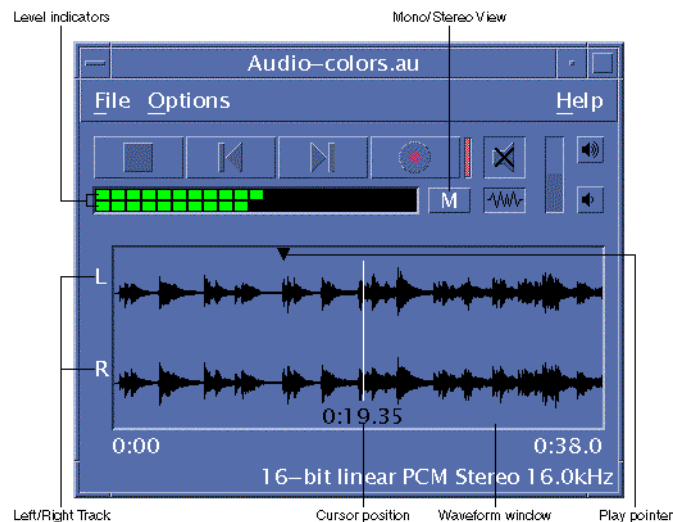 Level indicators
Mono/Stereo View
Audio–colors.au
File Options Help
M
L
R
0:19.35
0:00 38.0
16–bit linear PCM Stereo 16.0kHz
Left/Right Track Cursor position Waveform window Play pointer